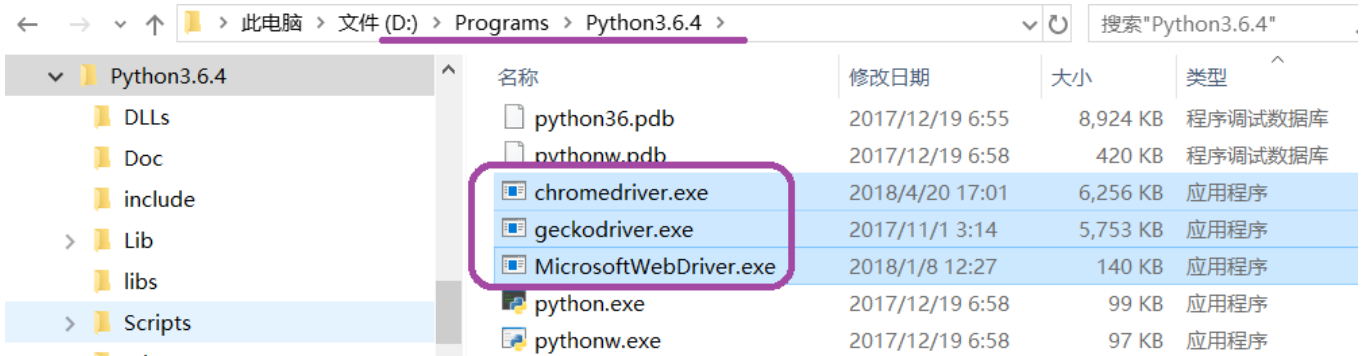 此电脑 > 文件 (D:) > Programs > Python3.6.4 >
搜索"Python3.6.4"
Python3.6.4
DLLs
Doc
include
Lib
libs
Scripts
名称 修改日期 大小 类型
python36.pdb 2017/12/19 6:55 8,924 KB 程序调试数据库
pythonw.pdb 2017/12/19 6:58 420 KB 程序调试数据库
chromedriver.exe 2018/4/20 17:01 6,256 KB 应用程序
geckodriver.exe 2017/11/1 3:14 5,753 KB 应用程序
MicrosoftWebDriver.exe 2018/1/8 12:27 140 KB 应用程序
python.exe 2017/12/19 6:58 99 KB 应用程序
pythonw.exe 2017/12/19 6:58 97 KB 应用程序